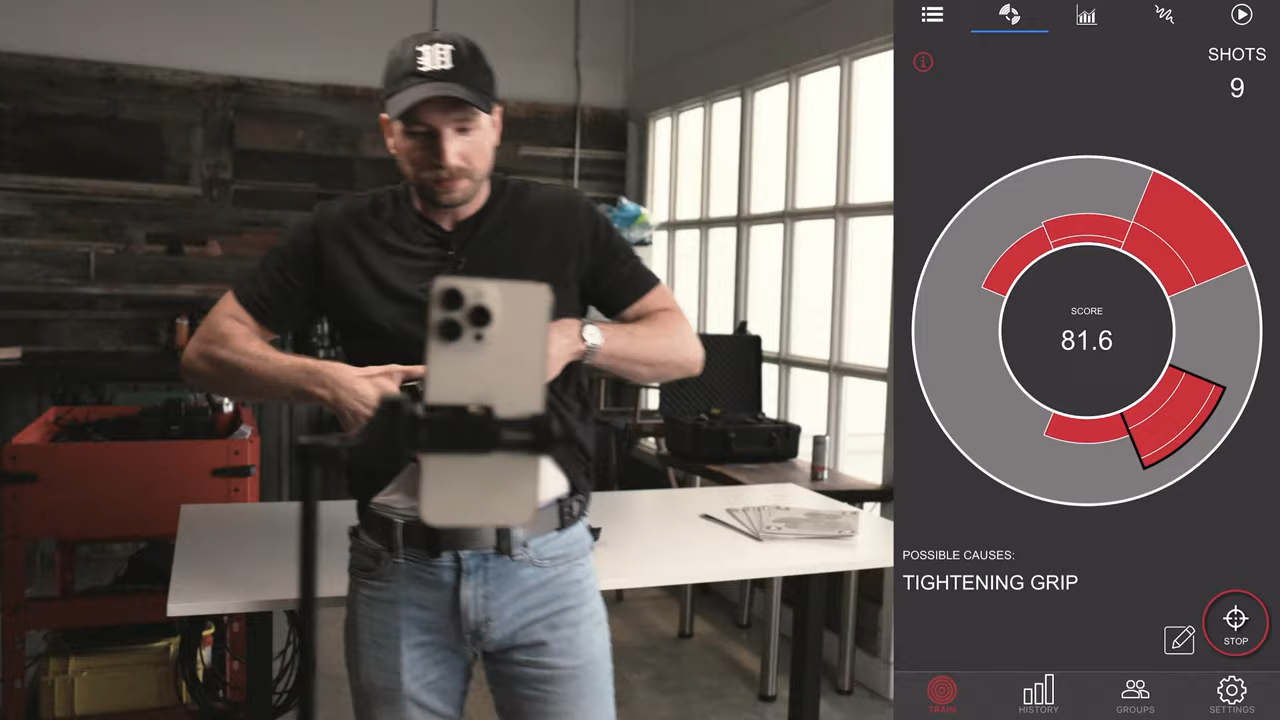 SHOTS
9
SCORE
81.6
POSSIBLE CAUSES:
TIGHTENING GRIP
STOP
TRAIN
HISTORY
GROUPS
SETTINGS